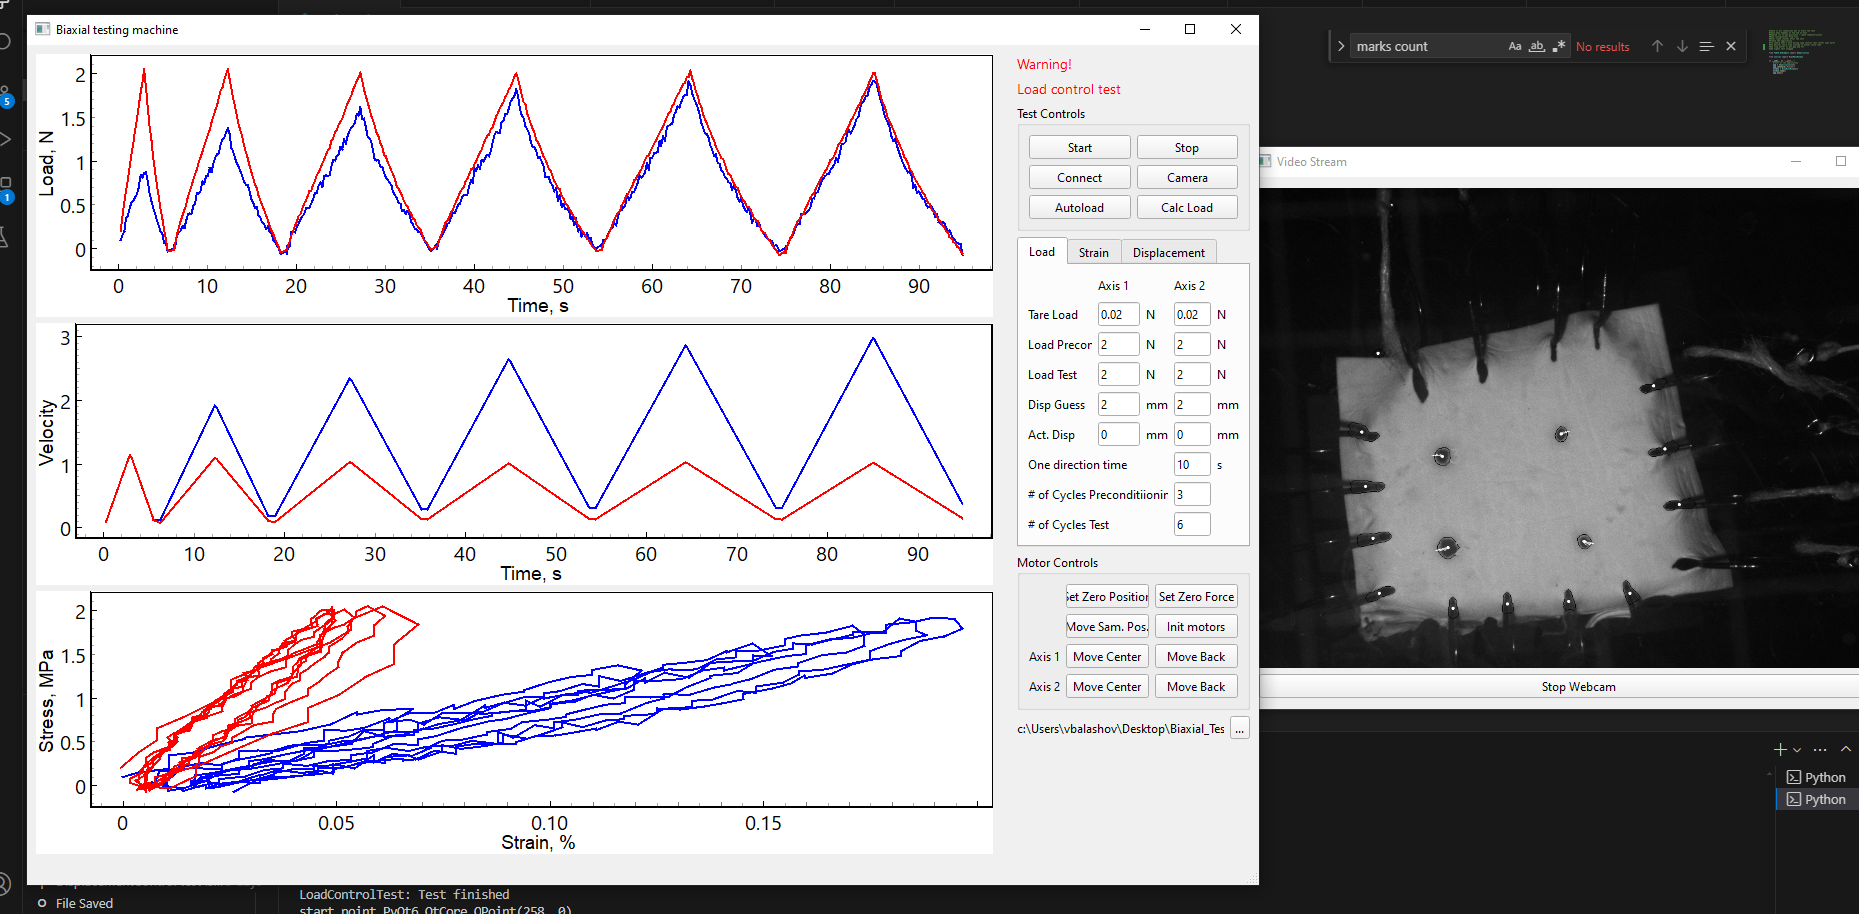 Biaxial testing machine
2
1.5
1
0.5
0
Load, N
0 10 20 30 40 50 60 70 80 90
Time, s
3
2
1
0
Velocity
0 10 20 30 40 50 60 70 80 90
Time, s
2
1.5
1
0.5
0
Stress, MPa
0 0.05 0.10 0.15
Strain, %
Warning!
Load control test
Test Controls
Start Stop
Connect Camera
Autoload Calc Load
Load Strain Displacement
Axis 1 Axis 2
Tare Load 0.02 N 0.02 N
Load Precor 2 N 2 N
Load Test 2 N 2 N
Disp Guess 2 mm 2 mm
Act. Disp 0 mm 0 mm
One direction time 10 s
# of Cycles Preconditiionir 3
# of Cycles Test 6
Motor Controls
Set Zero Position Set Zero Force
Move Sam. Pos. Init motors
Axis 1 Move Center Move Back
Axis 2 Move Center Move Back
c:\Users\vbalashov\Desktop\Biaxial_Tes ...
marks count Aa ab No results
Video Stream
Stop Webcam
Python
Python
5
1
File Saved
LoadControlTest: Test finished
start point PyQt6.QtCore.QPoint(258, 0)